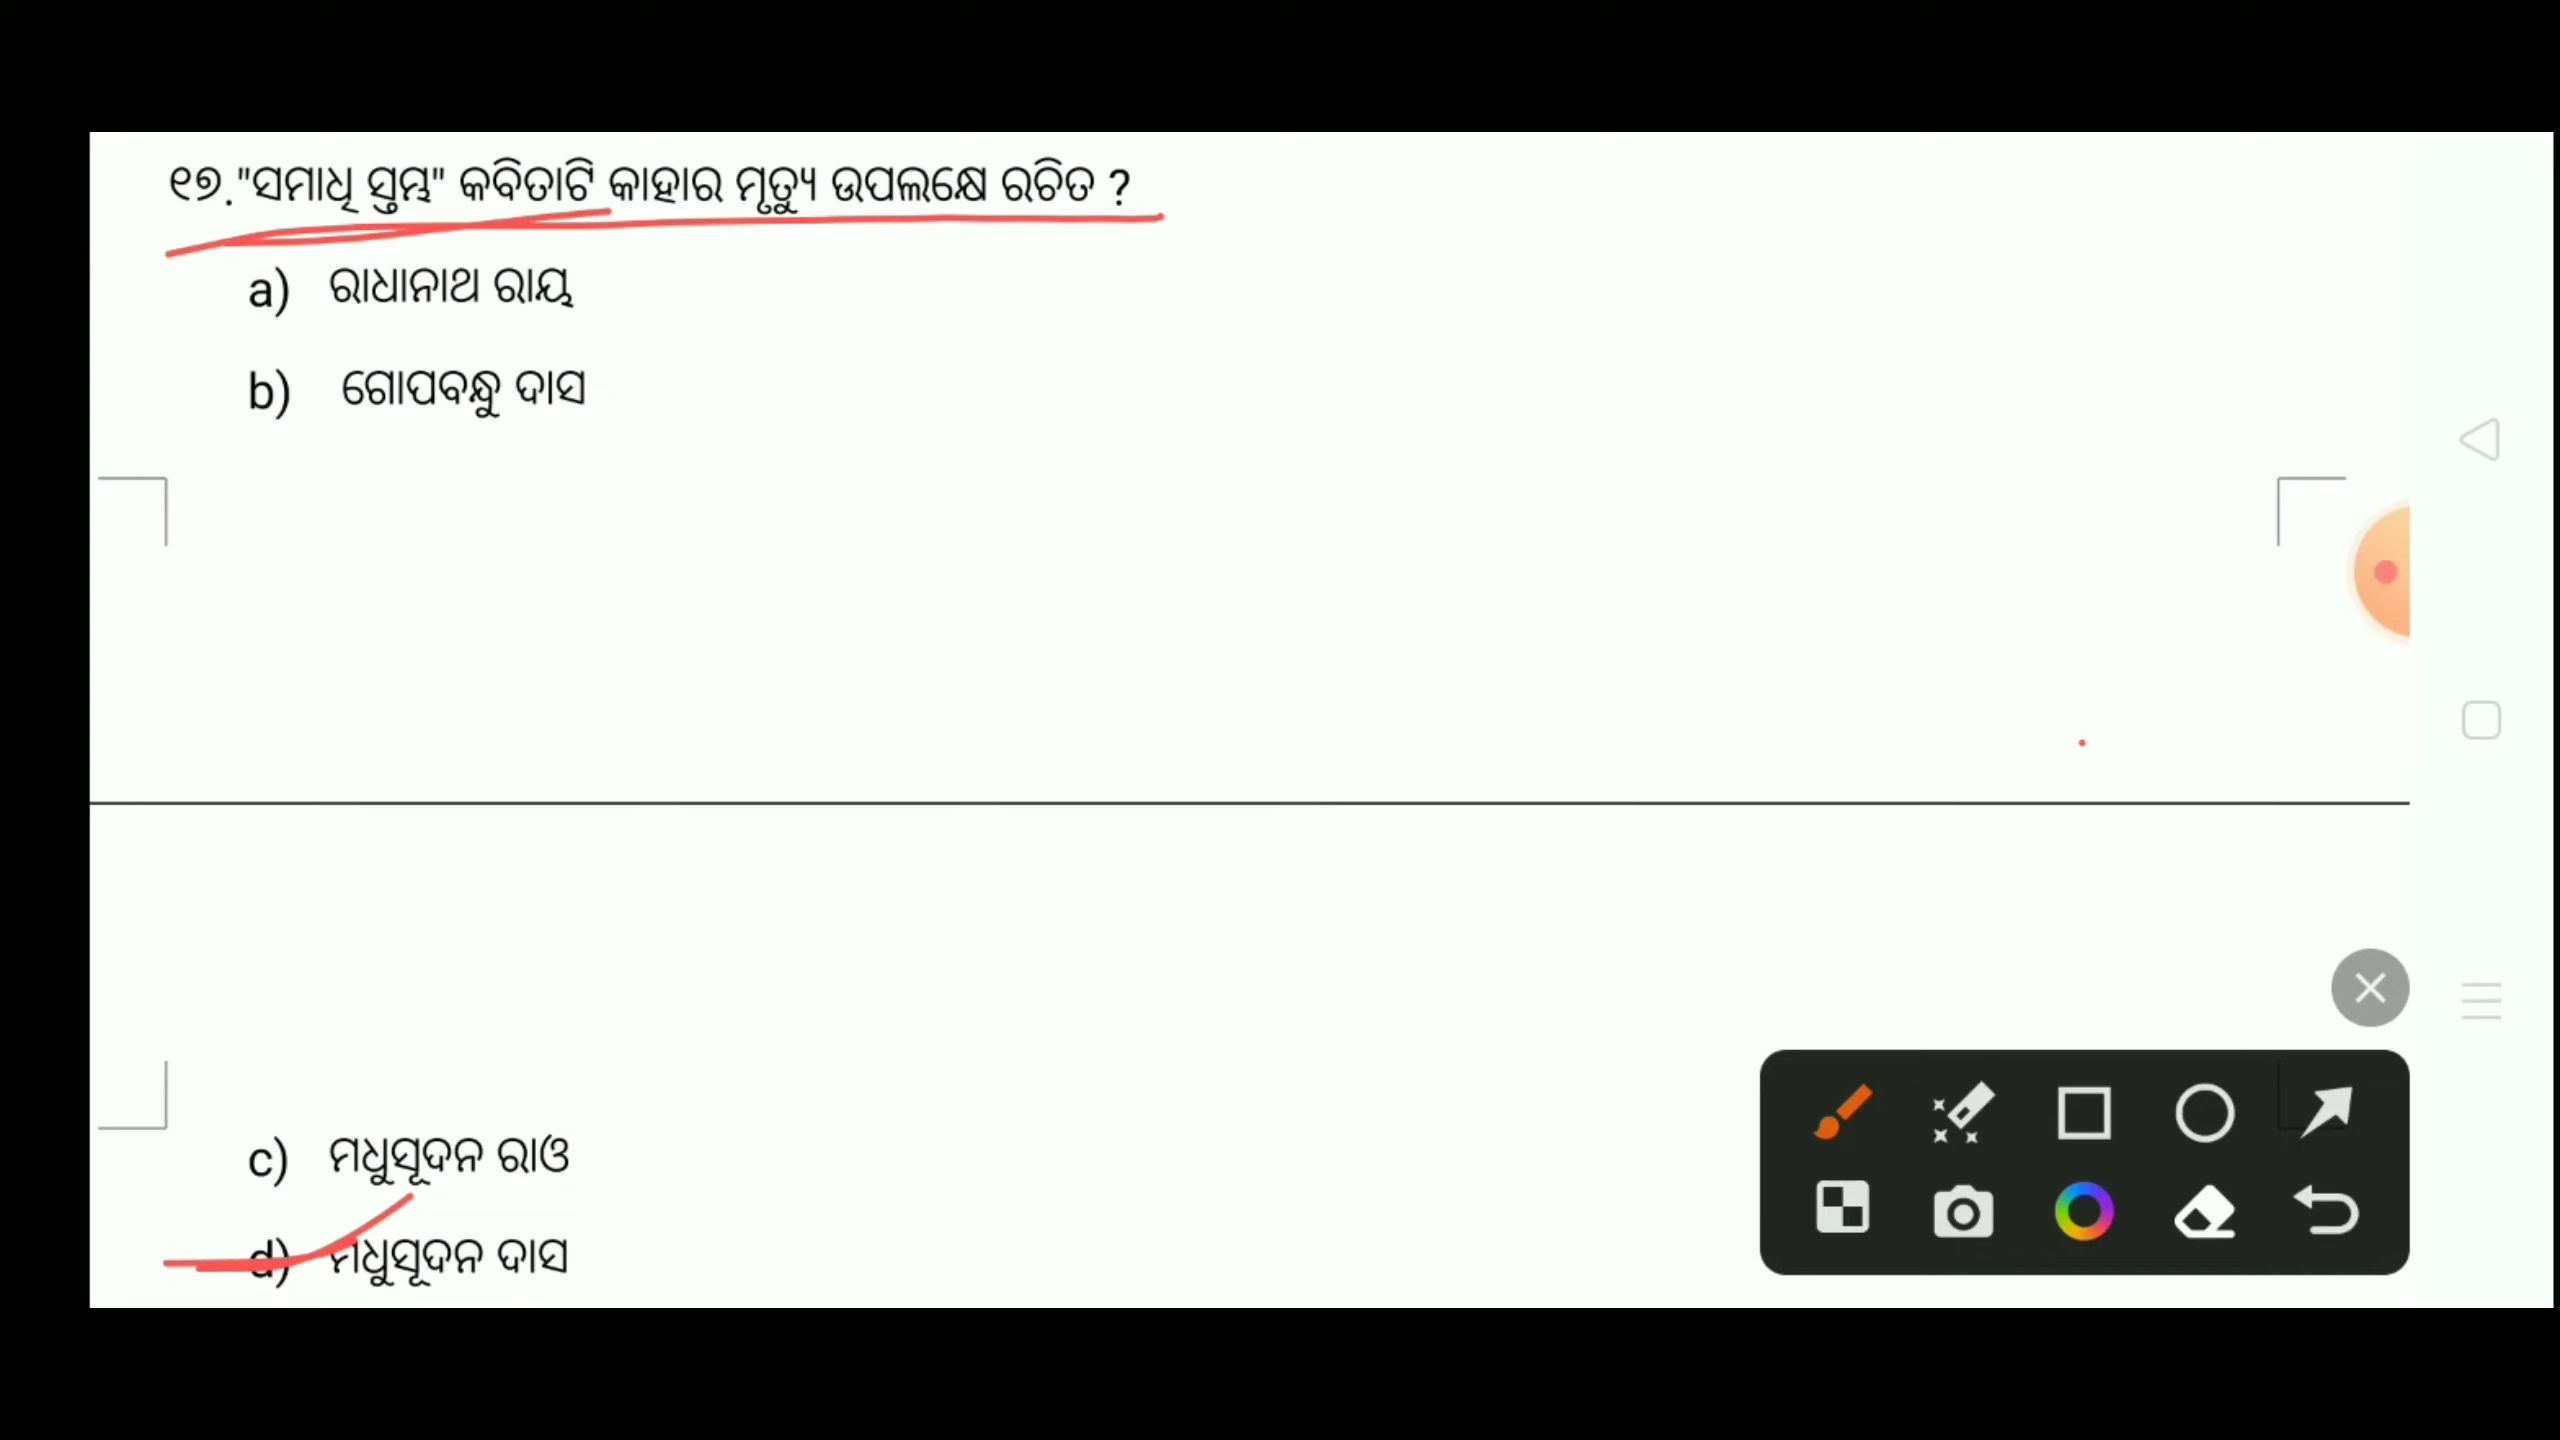 ୧୭."ସମାଧି ସ୍ତମ୍ଭ" କବିତାଟି କାହାର ମୃତ୍ୟୁ ଉପଲକ୍ଷେ ରଚିତ ?
a) ରାଧାନାଥ ରାୟ
b) ଗୋପବନ୍ଧୁ ଦାସ
c) ମଧୁସୂଦନ ରାଓ
d) ମଧୁସୂଦନ ଦାସ